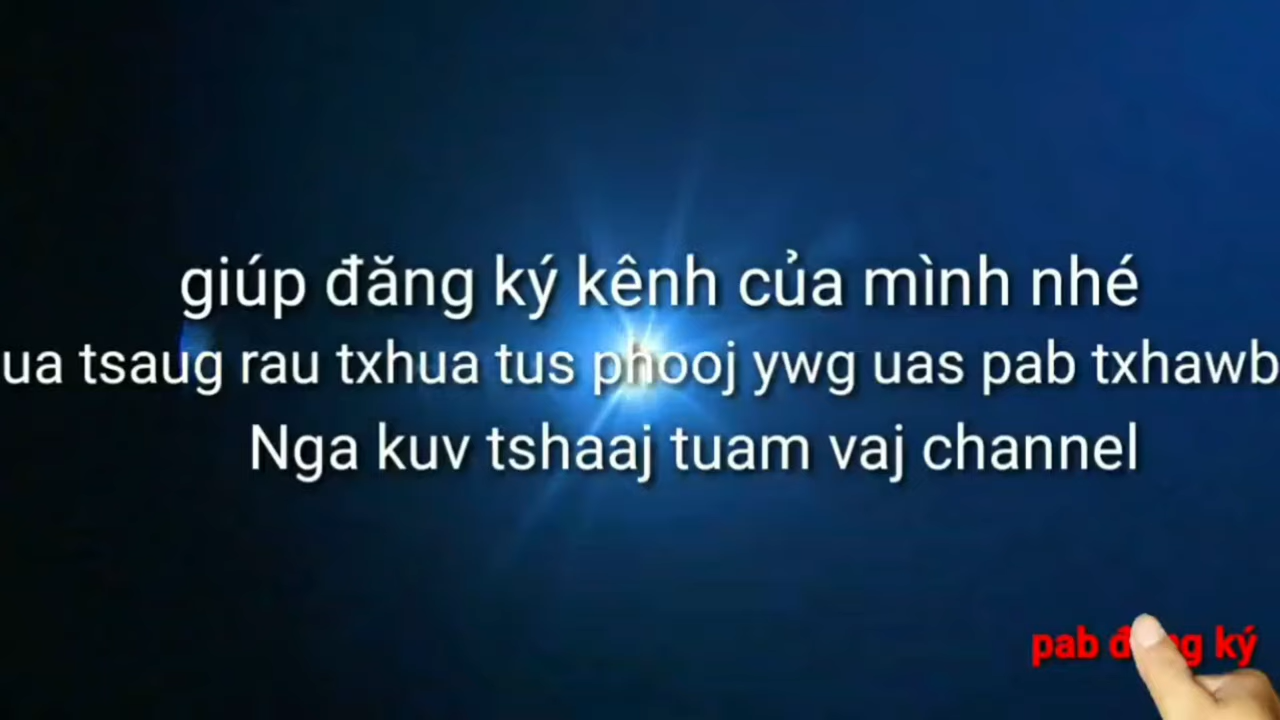 giúp đăng ký kênh của mình nhé
ua tsaug rau txhua tus phooj ywg uas pab txhawb
Nga kuv tshaaj tuam vaj channel
pab ký